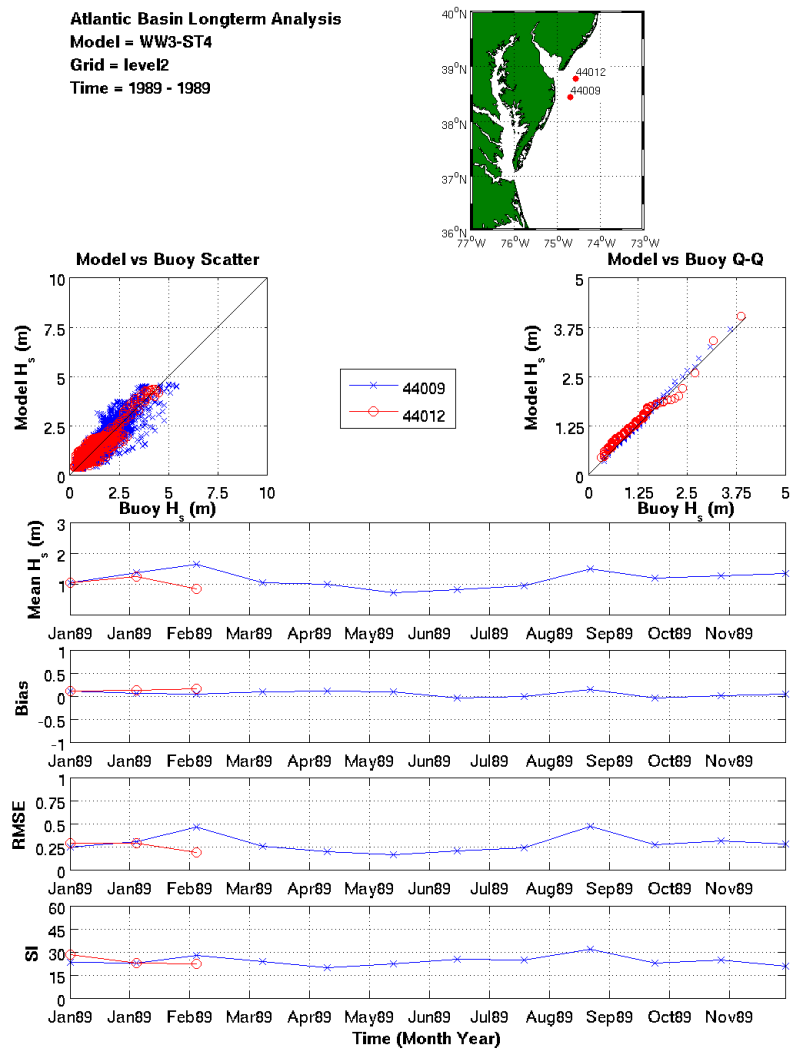 Atlantic Basin Longterm Analysis
Model = WW3-ST4
Grid = level2
Time = 1989 - 1989
40°N
39°N
38°N
37°N
36°N
77°W 76°W 75°W 74°W 73°W
44012
44009
Model vs Buoy Scatter
10
7.5
5
2.5
0
0 2.5 5 7.5 10
Model Hs (m)
Buoy Hs (m)
44009
44012
Model vs Buoy Q-Q
5
3.75
2.5
1.25
0
0 1.25 2.5 3.75 5
Model Hs (m)
Buoy Hs (m)
Mean Hs (m)
3
2
1
Jan89 Jan89 Feb89 Mar89 Apr89 May89 Jun89 Jul89 Aug89 Sep89 Oct89 Nov89
Bias
1
0.5
0
-0.5
-1
Jan89 Jan89 Feb89 Mar89 Apr89 May89 Jun89 Jul89 Aug89 Sep89 Oct89 Nov89
RMSE
1
0.75
0.5
0.25
0
Jan89 Jan89 Feb89 Mar89 Apr89 May89 Jun89 Jul89 Aug89 Sep89 Oct89 Nov89
SI
60
45
30
15
0
Jan89 Jan89 Feb89 Mar89 Apr89 May89 Jun89 Jul89 Aug89 Sep89 Oct89 Nov89
Time (Month Year)